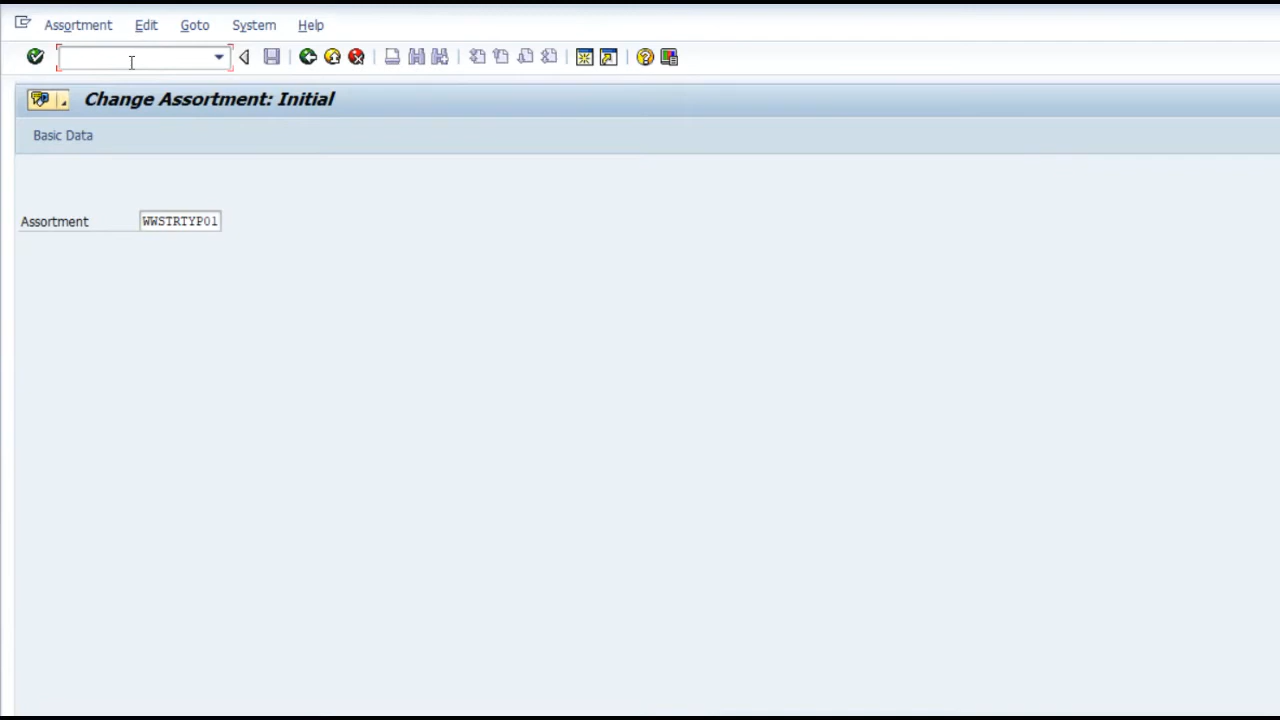 Assortment Edit Goto System Help
Change Assortment: Initial
Basic Data
Assortment WWSTRTYP01